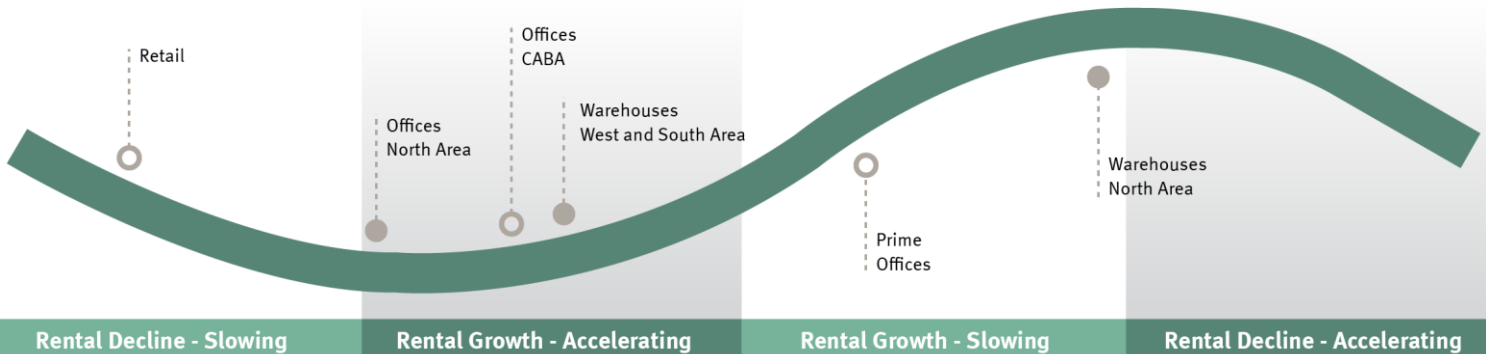 Retail
Offices
North Area
Offices
CABA
Warehouses
West and South Area
Prime
Offices
Warehouses
North Area
Rental Decline - Slowing
Rental Growth - Accelerating
Rental Growth - Slowing
Rental Decline - Accelerating